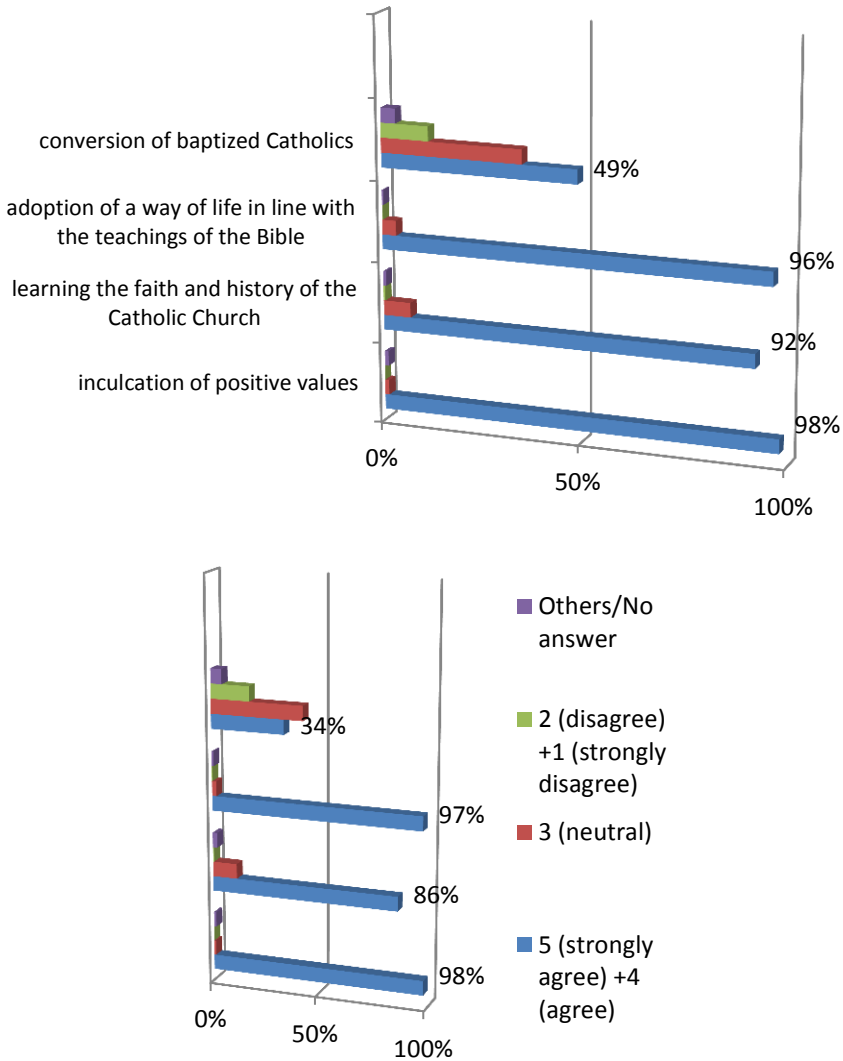 conversion of baptized Catholics
49%
adoption of a way of life in line with
the teachings of the Bible
96%
learning the faith and history of the
Catholic Church
92%
inculcation of positive values
98%
0%
50%
100%
Others/No
answer
34%
2 (disagree)
+1 (strongly
disagree)
97%
3 (neutral)
86%
5 (strongly
agree) +4
(agree)
98%
0%
50%
100%